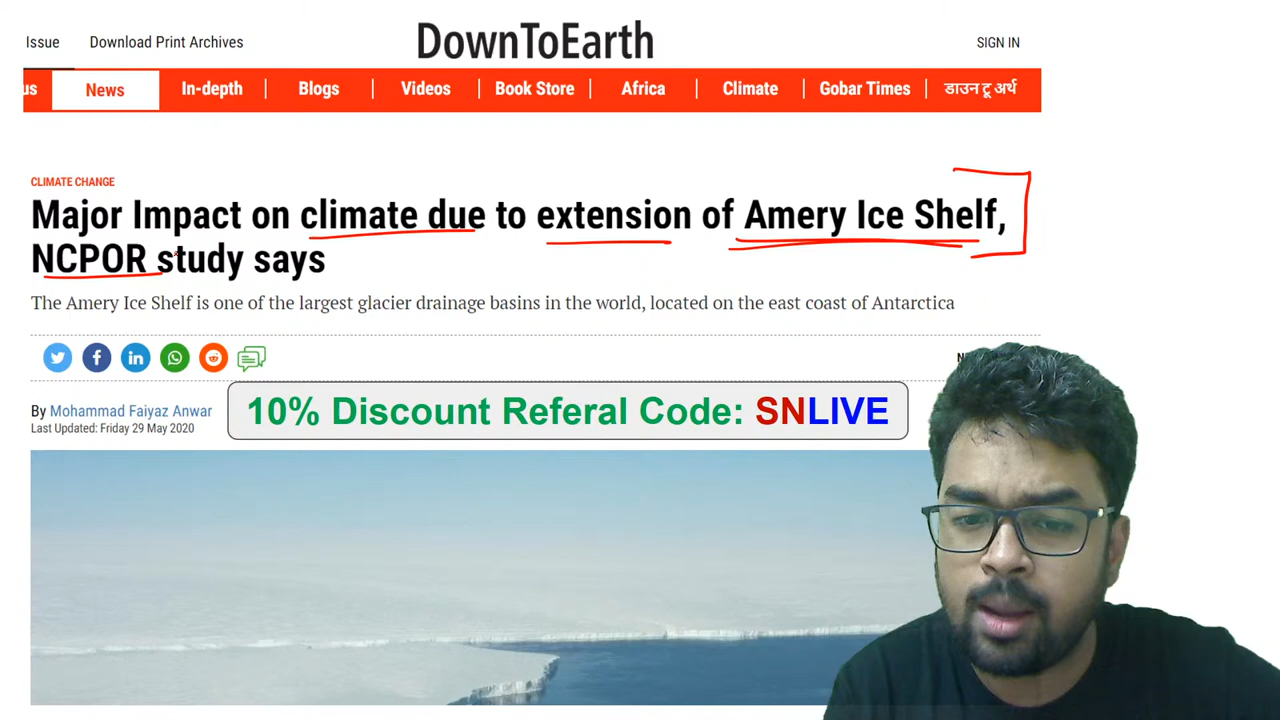 Issue
Download Print Archives
DownToEarth
SIGN IN
us
News
In-depth
Blogs
Videos
Book Store
Africa
Climate
Gobar Times
डाउन टू अर्थ
CLIMATE CHANGE
Major Impact on climate due to extension of Amery Ice Shelf,
NCPOR study says
The Amery Ice Shelf is one of the largest glacier drainage basins in the world, located on the east coast of Antarctica
By Mohammad Faiyaz Anwar
Last Updated: Friday 29 May 2020
10% Discount Referal Code: SNLIVE